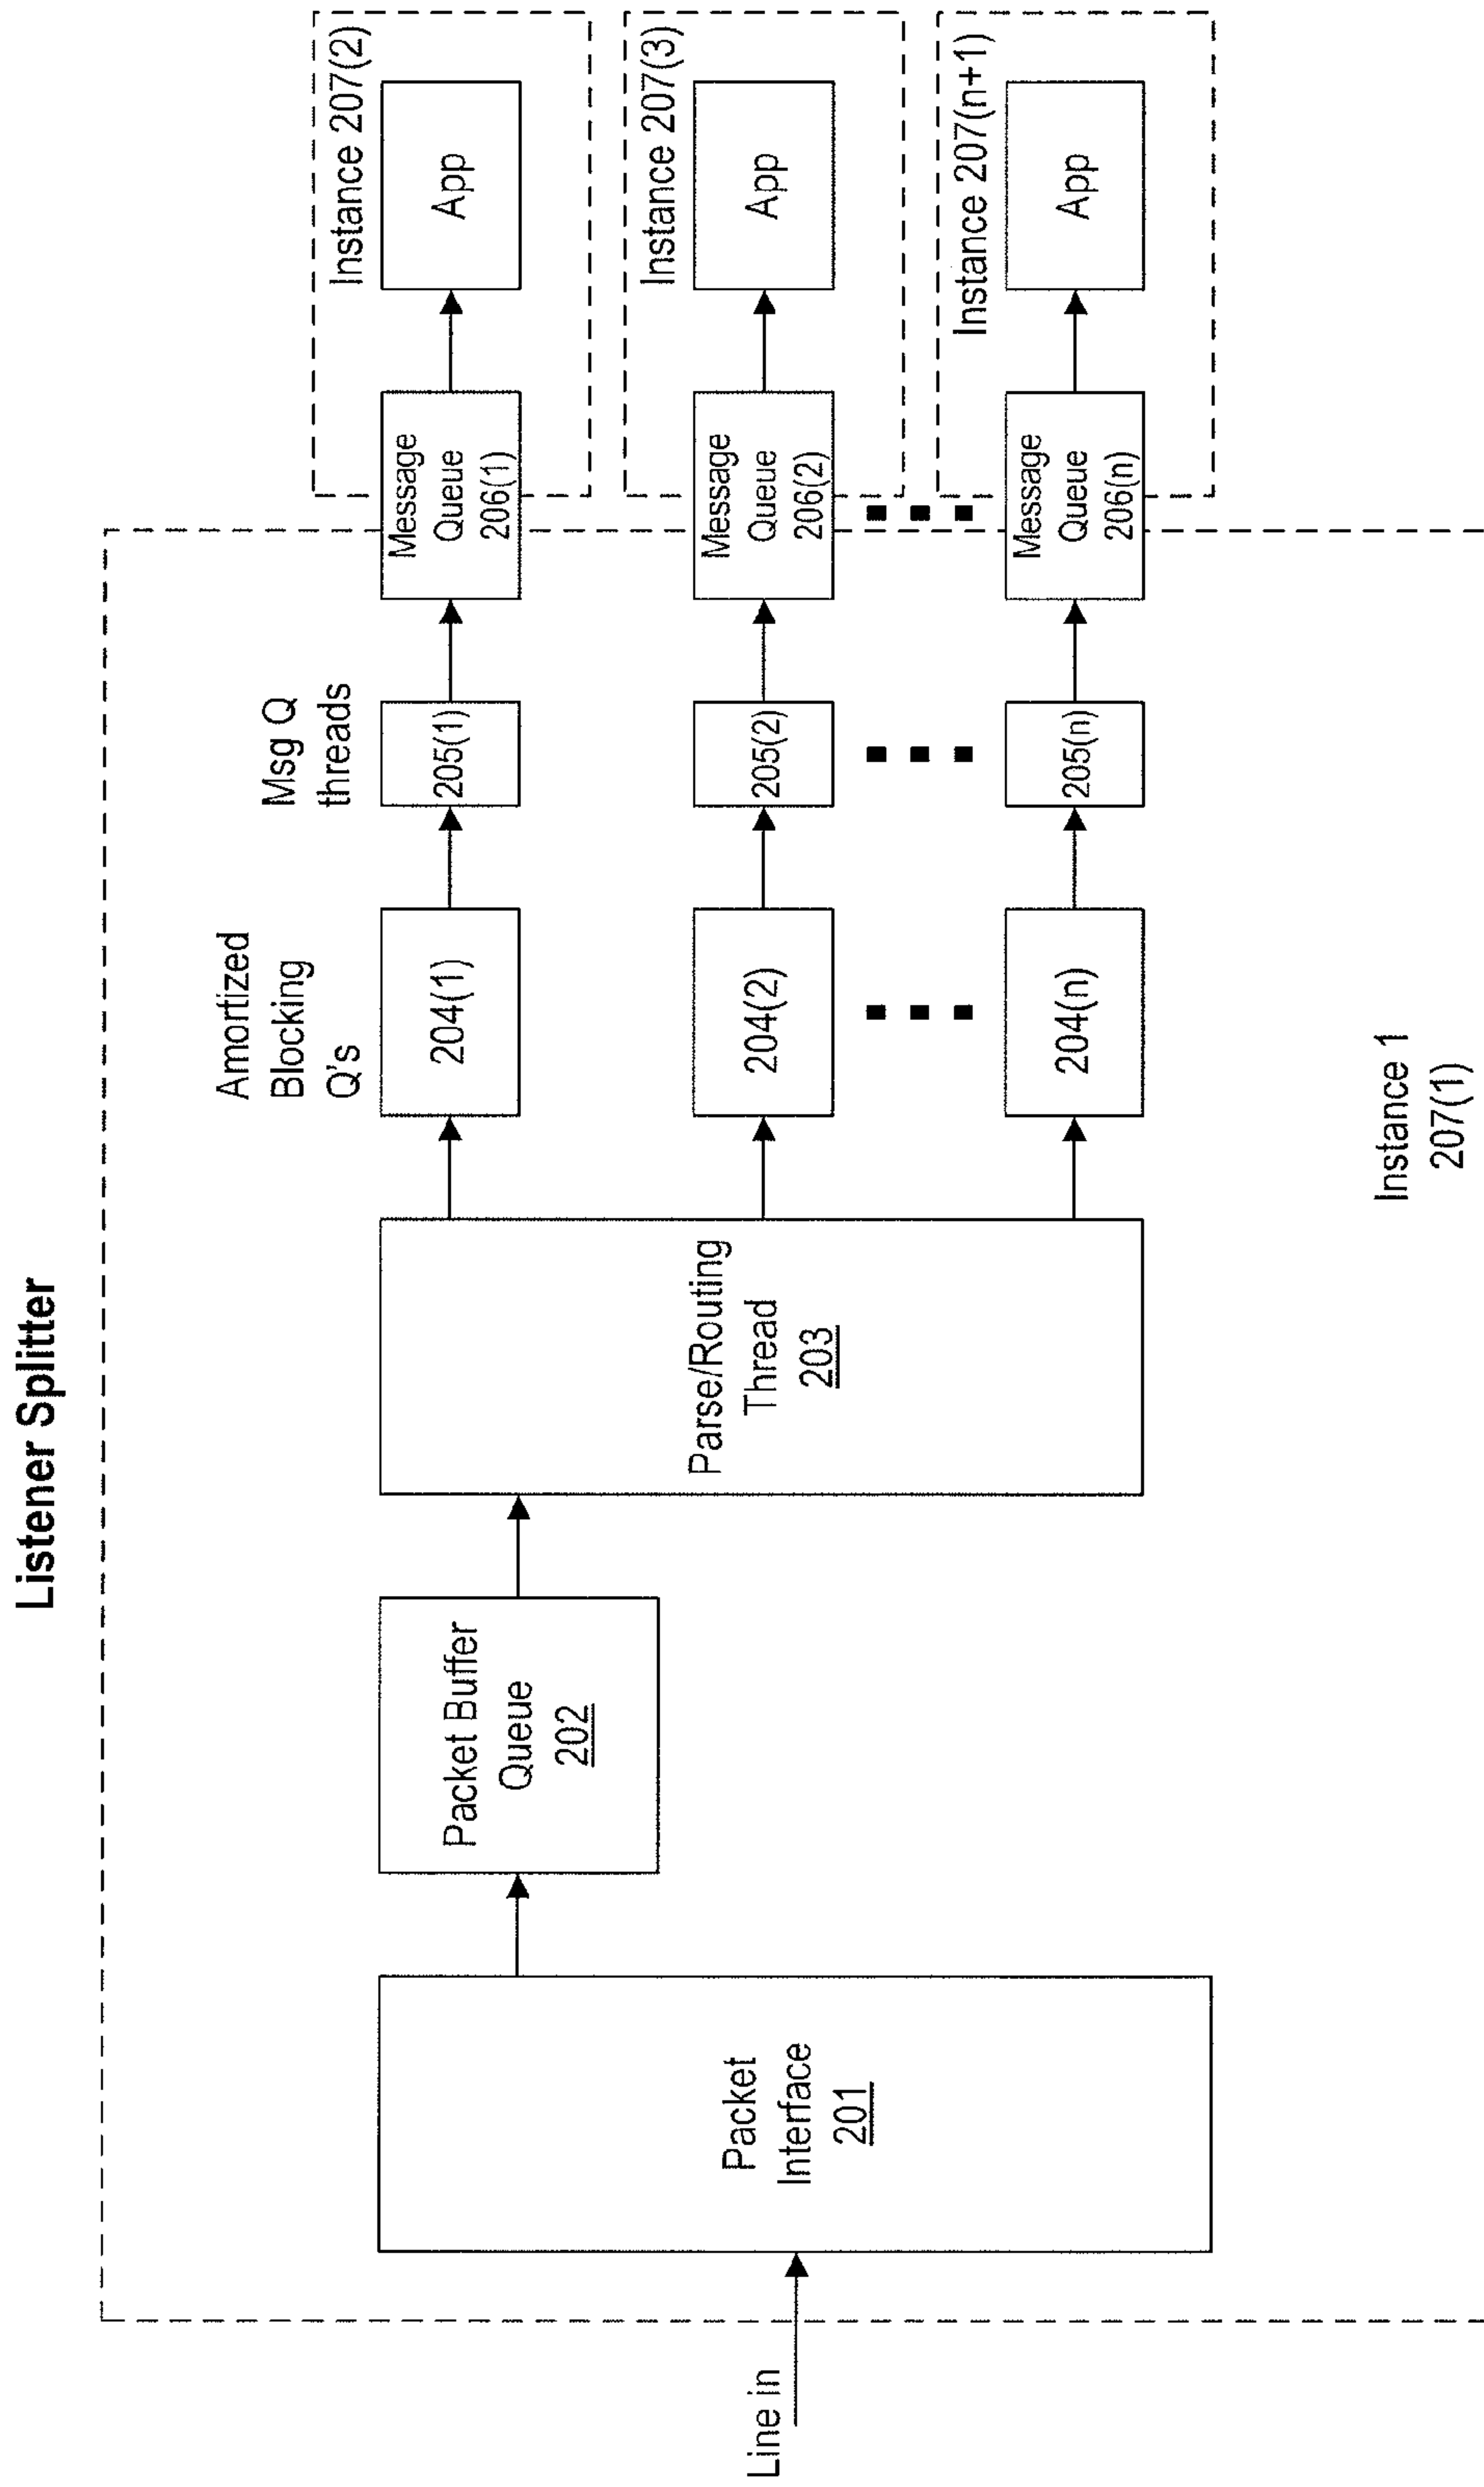 Listener Splitter
Line in
Packet
Interface
201
Packet Buffer
Queue
202
Parse/Routing
Thread
203
Amortized
Blocking
Q's
204(1)
204(2)
204(n)
Msg Q
threads
205(1)
205(2)
205(n)
Message
Queue
206(1)
Message
Queue
206(2)
Message
Queue
206(n)
Instance 207(2)
App
Instance 207(3)
App
Instance 207(n+1)
App
Instance 1
207(1)